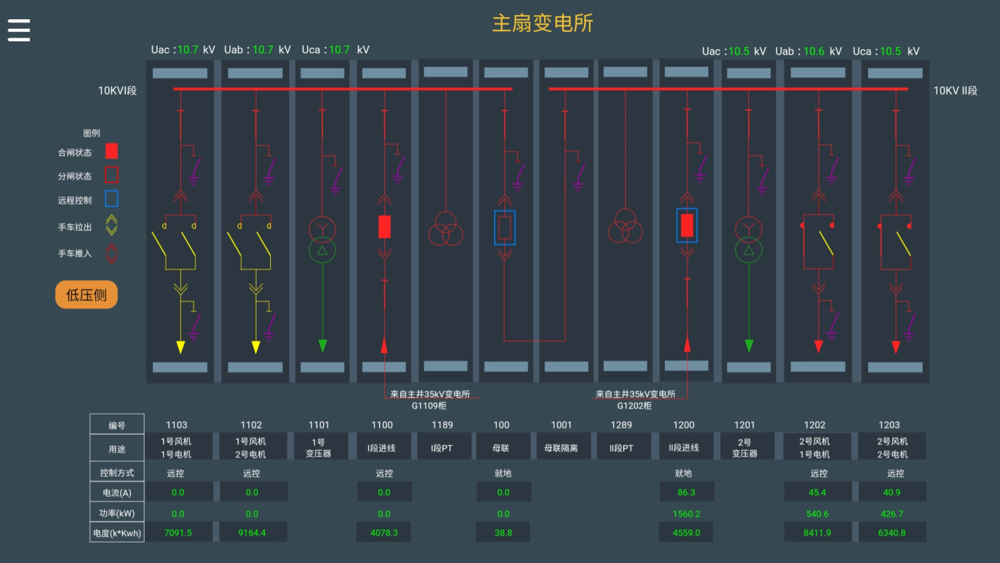 主扇变电所
Uac :10.7 kV Uab : 10.7 kV Uca : 10.7 kV
Uac :10.5 kV Uab : 10.6 kV Uca : 10.5 kV
10KVI段
10KV II段
图例
合闸状态
分闸状态
远程控制
手车拉出
手车推入
低压侧
来自主井35kV变电所
G1109柜
来自主井35kV变电所
G1202柜
编号 1103 1102 1101 1100 1189 100 1001 1289 1200 1201 1202 1203
用途 1号风机 1号电机 1号风机 2号电机 1号 变压器 I段进线 I段PT 母联 母联隔离 II段PT II段进线 2号 变压器 2号风机 1号电机 2号风机 2号电机
控制方式 远控 远控 远控 就地 就地 远控 远控
电流(A) 0.0 0.0 0.0 0.0 86.3 45.4 40.9
功率(kW) 0.0 0.0 0.0 0.0 1560.2 540.6 426.7
电度(k*Kwh) 7091.5 9164.4 4078.3 38.8 4559.0 8411.9 6340.8